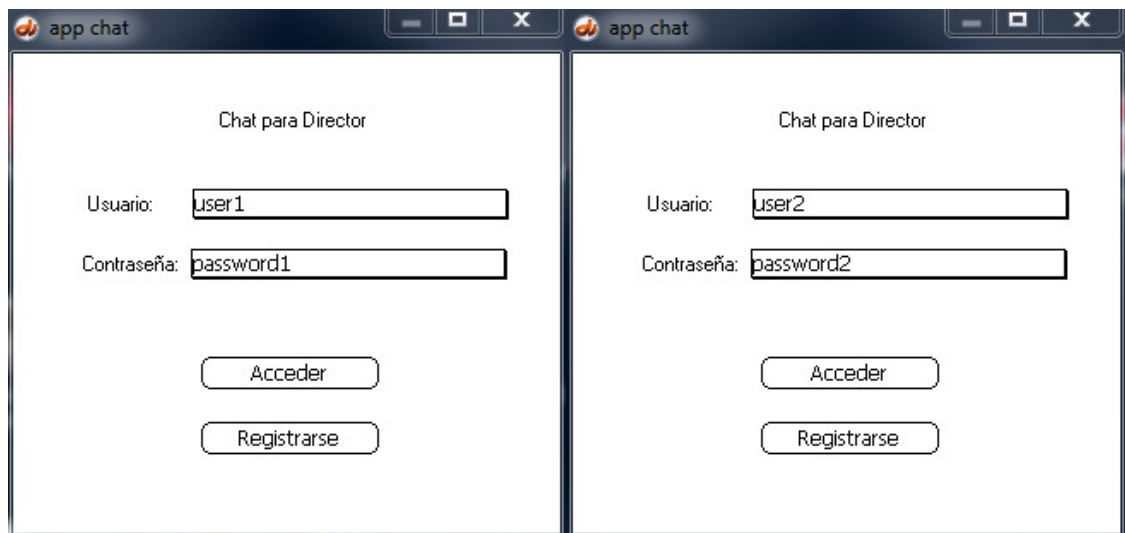 app chat
Chat para Director
Usuario: user1
Contraseña: password1
Acceder
Registrarse
app chat
Chat para Director
Usuario: user2
Contraseña: password2
Acceder
Registrarse